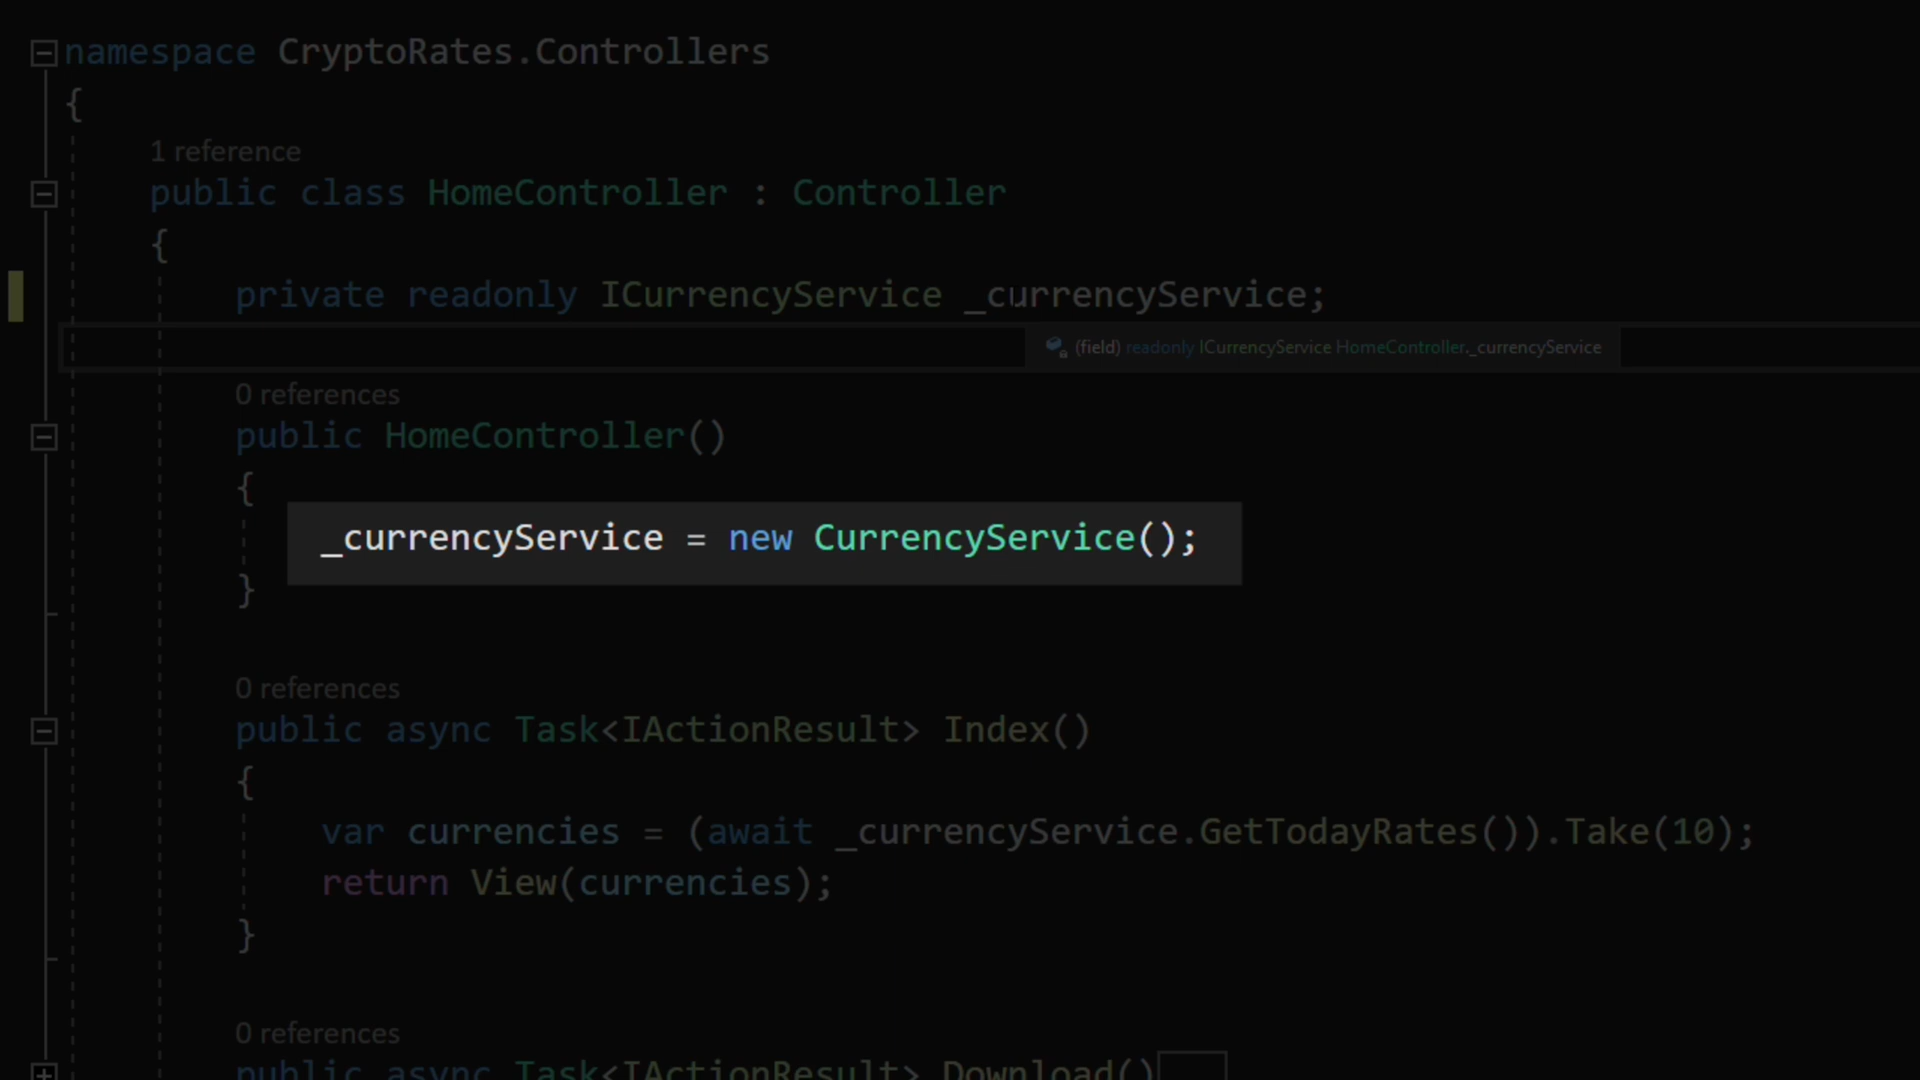 namespace CryptoRates.Controllers
{
1 reference
public class HomeController : Controller
{
private readonly ICurrencyService _currencyService;
(field) readonly ICurrencyService HomeController._currencyService
0 references
public HomeController()
{
_currencyService = new CurrencyService();
}
0 references
public async Task<IActionResult> Index()
{
var currencies = (await _currencyService.GetTodayRates()).Take(10);
return View(currencies);
}
0 references
public async Task<IActionResult> Download()